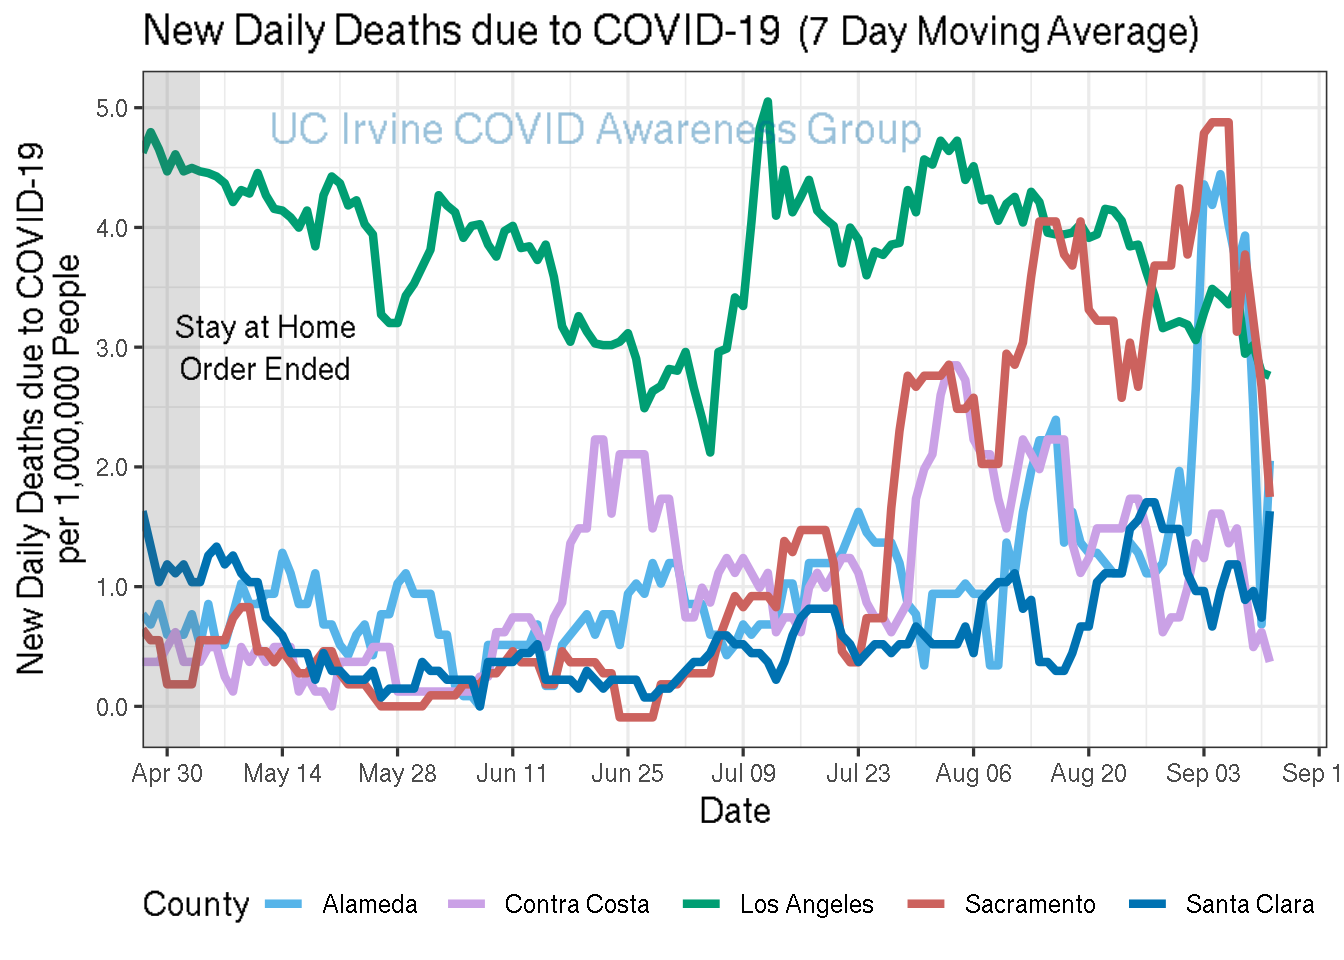 New Daily Deaths due to COVID-19 (7 Day Moving Average)
UC Irvine COVID Awareness Group
Stay at Home
Order Ended
New Daily Deaths due to COVID-19
per 1,000,000 People
5.0
4.0
3.0
2.0
1.0
0.0
Apr 30 May 14 May 28 Jun 11 Jun 25 Jul 09 Jul 23 Aug 06 Aug 20 Sep 03 Sep 1
Date
County Alameda Contra Costa Los Angeles Sacramento Santa Clara